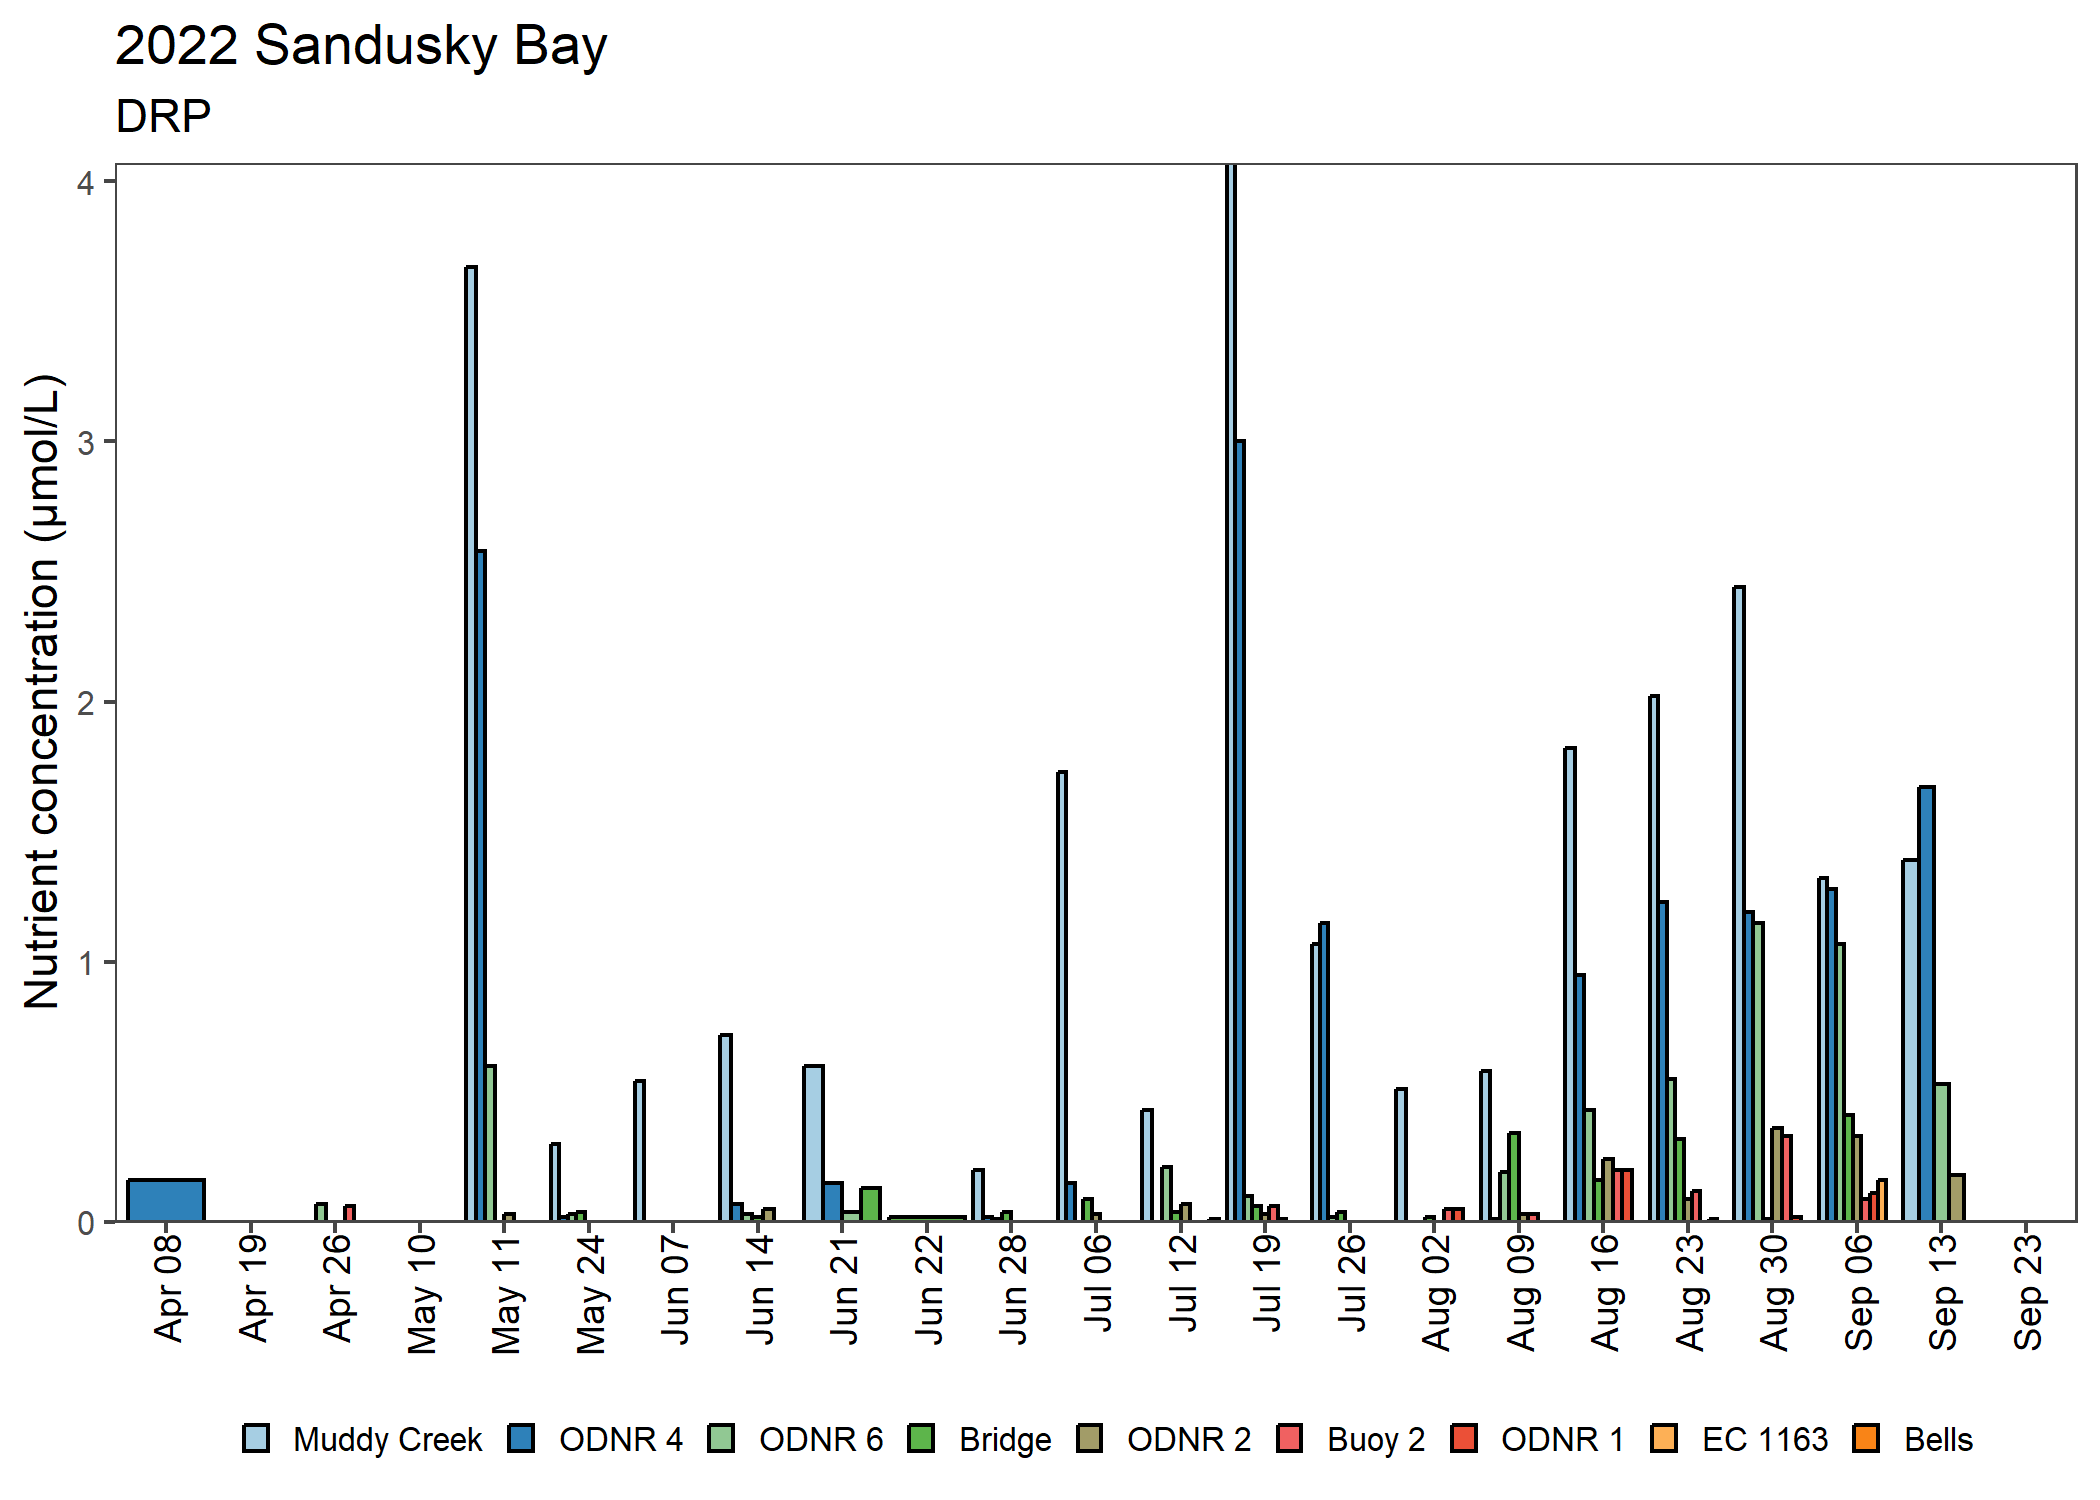 2022 Sandusky Bay
DRP
Nutrient concentration (µmol/L)
4
3
2
1
0
Apr 08
Apr 19
Apr 26
May 10
May 11
May 24
Jun 07
Jun 14
Jun 21
Jun 22
Jun 28
Jul 06
Jul 12
Jul 19
Jul 26
Aug 02
Aug 09
Aug 16
Aug 23
Aug 30
Sep 06
Sep 13
Sep 23
Muddy Creek ODNR 4 ODNR 6 Bridge ODNR 2 Buoy 2 ODNR 1 EC 1163 Bells